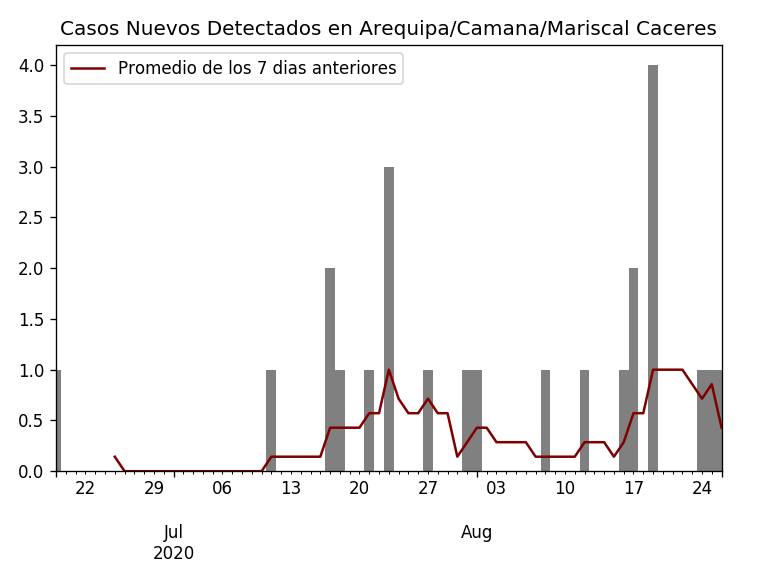 Casos Nuevos Detectados en Arequipa/Camana/Mariscal Caceres
Promedio de los 7 dias anteriores
4.0
3.5
3.0
2.5
2.0
1.5
1.0
0.5
0.0
22 29 06 13 20 27 03 10 17 24
Jul Aug
2020